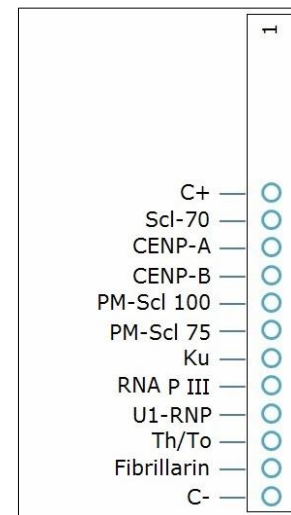 1
C+
Scl-70
CENP-A
CENP-B
PM-Scl 100
PM-Scl 75
Ku
RNA P III
U1-RNP
Th/To
Fibrillarin
C-